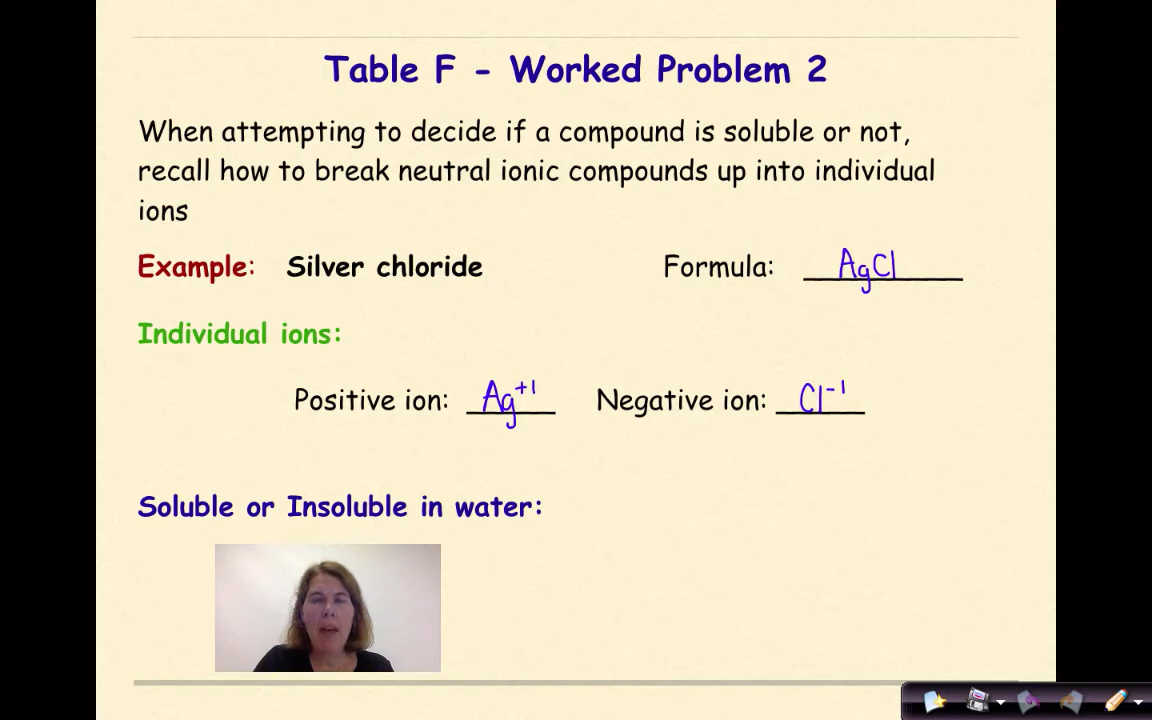 Table F - Worked Problem 2
When attempting to decide if a compound is soluble or not,
recall how to break neutral ionic compounds up into individual
ions
Example: Silver chloride Formula: AgCl
Individual ions:
Positive ion: Ag⁺¹ Negative ion: Cl⁻¹
Soluble or Insoluble in water: